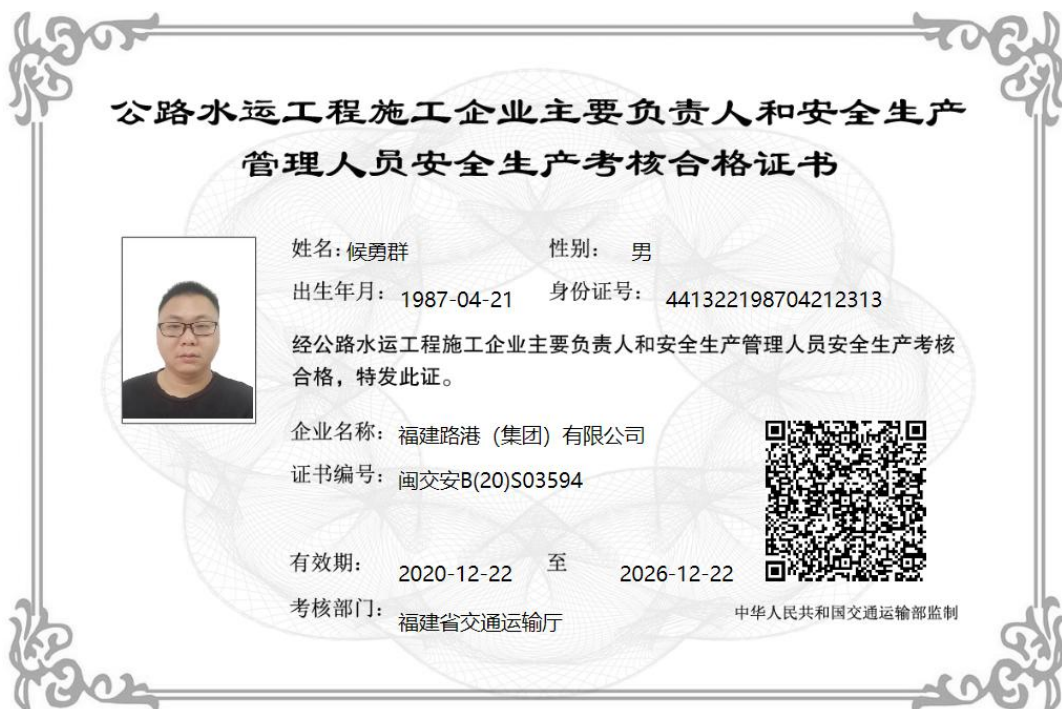 公路水运工程施工企业主要负责人和安全生产
管理人员安全生产考核合格证书
姓名: 候勇群 性别: 男
出生年月: 1987-04-21 身份证号: 441322198704212313
经公路水运工程施工企业主要负责人和安全生产管理人员安全生产考核
合格，特发此证。
企业名称: 福建路港（集团）有限公司
证书编号: 闽交安B(20)S03594
有效期: 2020-12-22 至 2026-12-22
考核部门: 福建省交通运输厅
中华人民共和国交通运输部监制